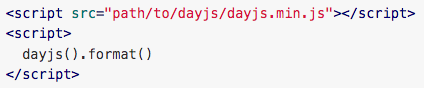 <script src="path/to/dayjs/dayjs.min.js"></script>
<script>
  dayjs().format()
</script>